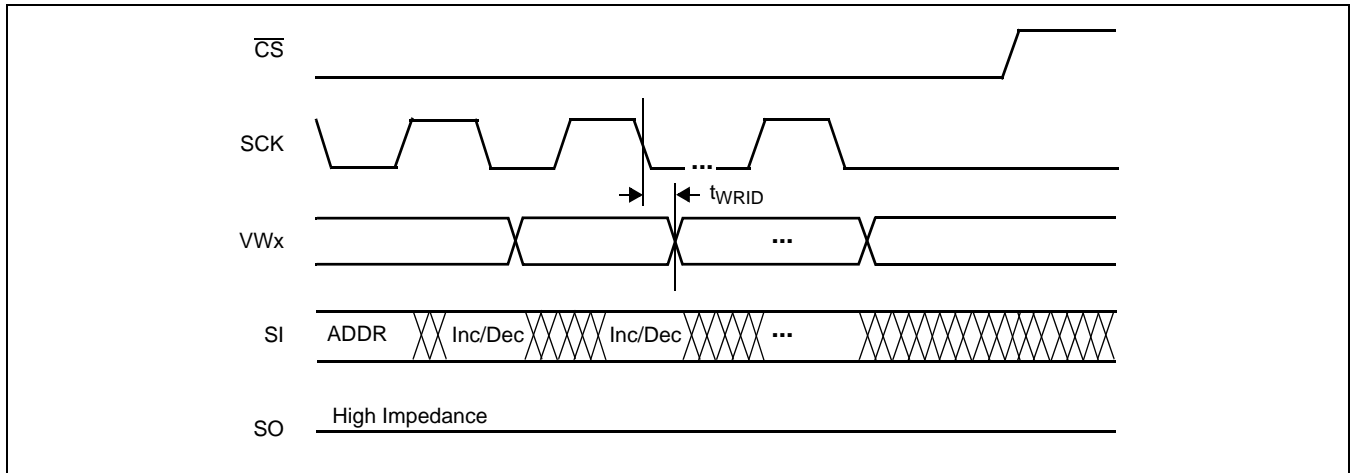 CS
SCK
...
tWRID
VWx
...
SI
ADDR
Inc/Dec
Inc/Dec
...
SO
High Impedance